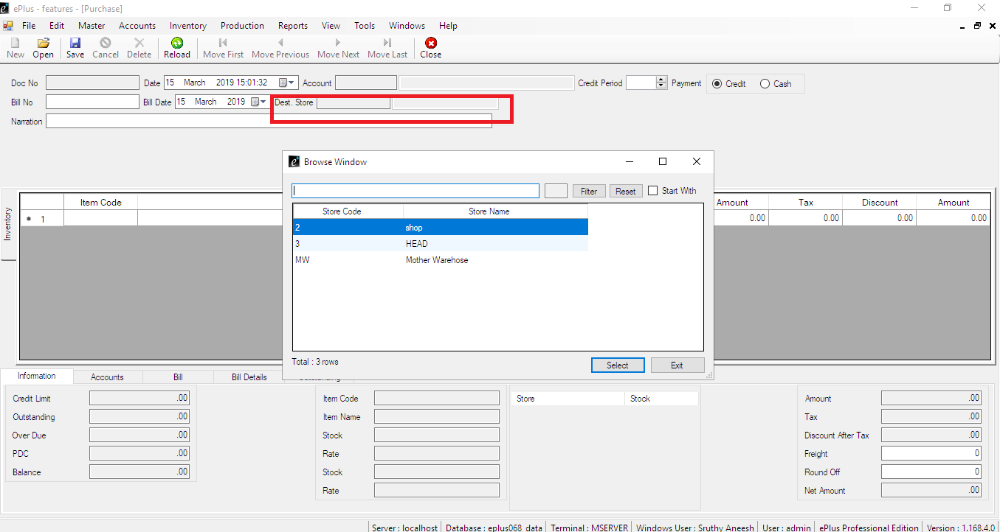 ePlus - features - [Purchase]
File Edit Master Accounts Inventory Production Reports View Tools Windows Help
New Open Save Cancel Delete Reload Move First Move Previous Move Next Move Last Close
Doc No Date 15 March 2019 15:01:32 Account Credit Period Payment Credit Cash
Bill No Bill Date 15 March 2019 Dest. Store
Narration
Browse Window
Filter Reset Start With
Store Code Store Name
2 shop
3 HEAD
MW Mother Warehose
Total : 3 rows
Select Exit
Inventory
Item Code Amount Tax Discount Amount
* 1 0.00 0.00 0.00 0.00
Information Accounts Bill Bill Details Outstanding
Credit Limit .00 Item Code Store Stock Amount .00
Outstanding .00 Item Name Tax .00
Over Due .00 Stock Discount After Tax .00
PDC .00 Rate Freight 0
Balance .00 Stock Round Off 0
Rate Net Amount .00
Server : localhost Database : eplus068_data Terminal : MSERVER Windows User : Sruthy Aneesh User : admin ePlus Professional Edition Version : 1.168.4.0